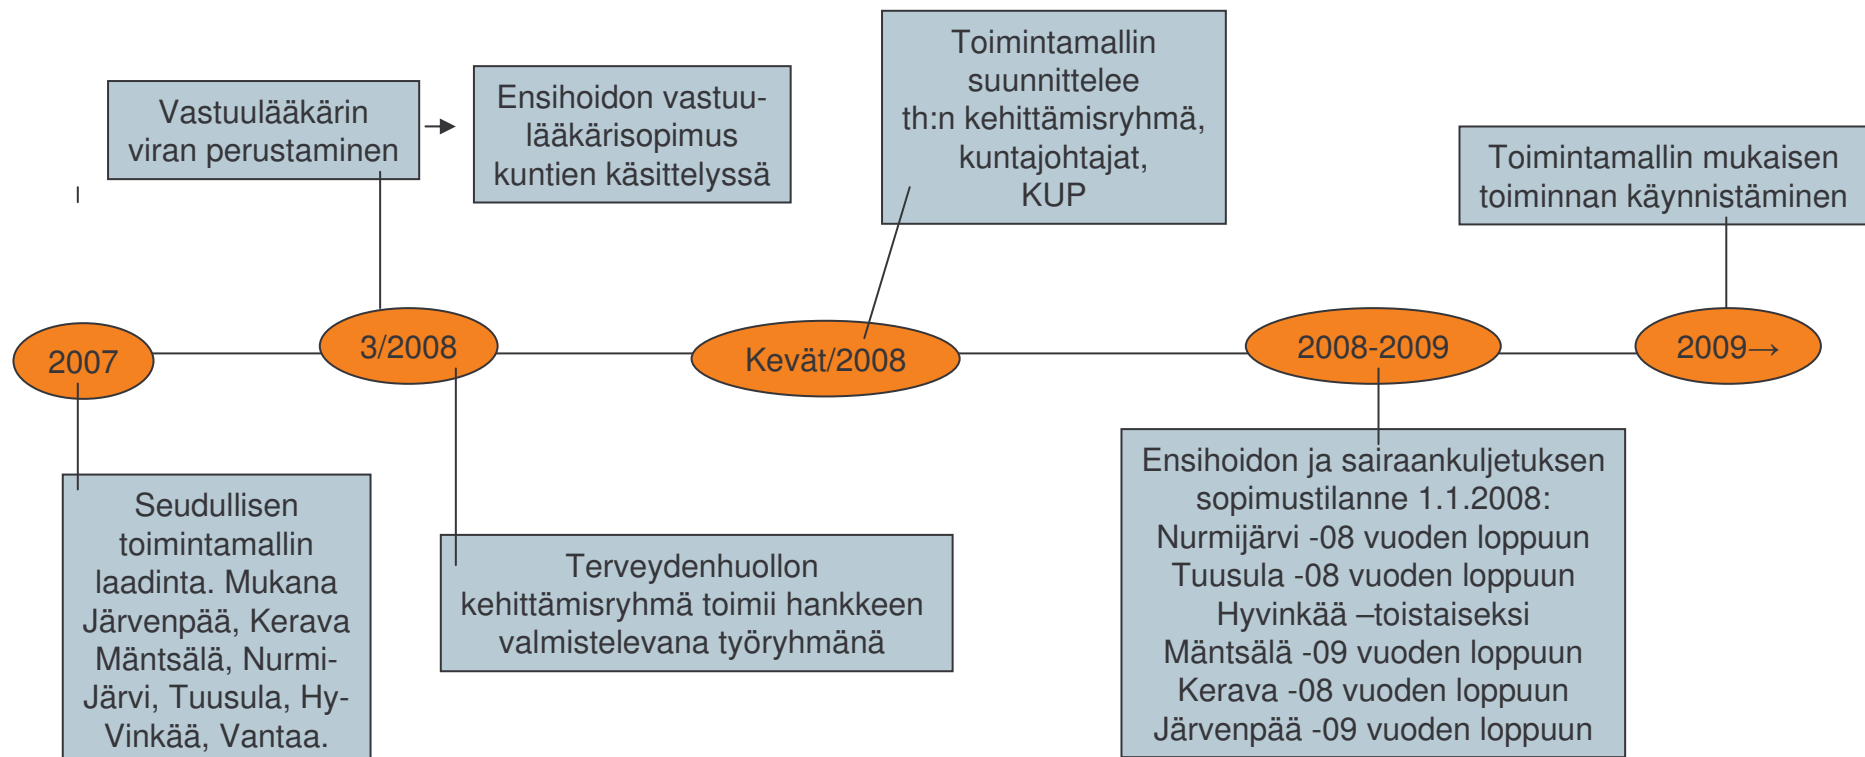 Vastuulääkärin
viran perustaminen
Ensihoidon vastuu-
lääkärisopimus
kuntien käsittelyssä
Toimintamallin
suunnittelee
th:n kehittämisryhmä,
kuntajohtajat,
KUP
Toimintamallin mukaisen
toiminnan käynnistäminen
2007
3/2008
Kevät/2008
2008-2009
2009→
Seudullisen
toimintamallin
laadinta. Mukana
Järvenpää, Kerava
Mäntsälä, Nurmi-
Järvi, Tuusula, Hy-
Vinkää, Vantaa.
Terveydenhuollon
kehittämisryhmä toimii hankkeen
valmistelevana työryhmänä
Ensihoidon ja sairaankuljetuksen
sopimustilanne 1.1.2008:
Nurmijärvi -08 vuoden loppuun
Tuusula -08 vuoden loppuun
Hyvinkää –toistaiseksi
Mäntsälä -09 vuoden loppuun
Kerava -08 vuoden loppuun
Järvenpää -09 vuoden loppuun